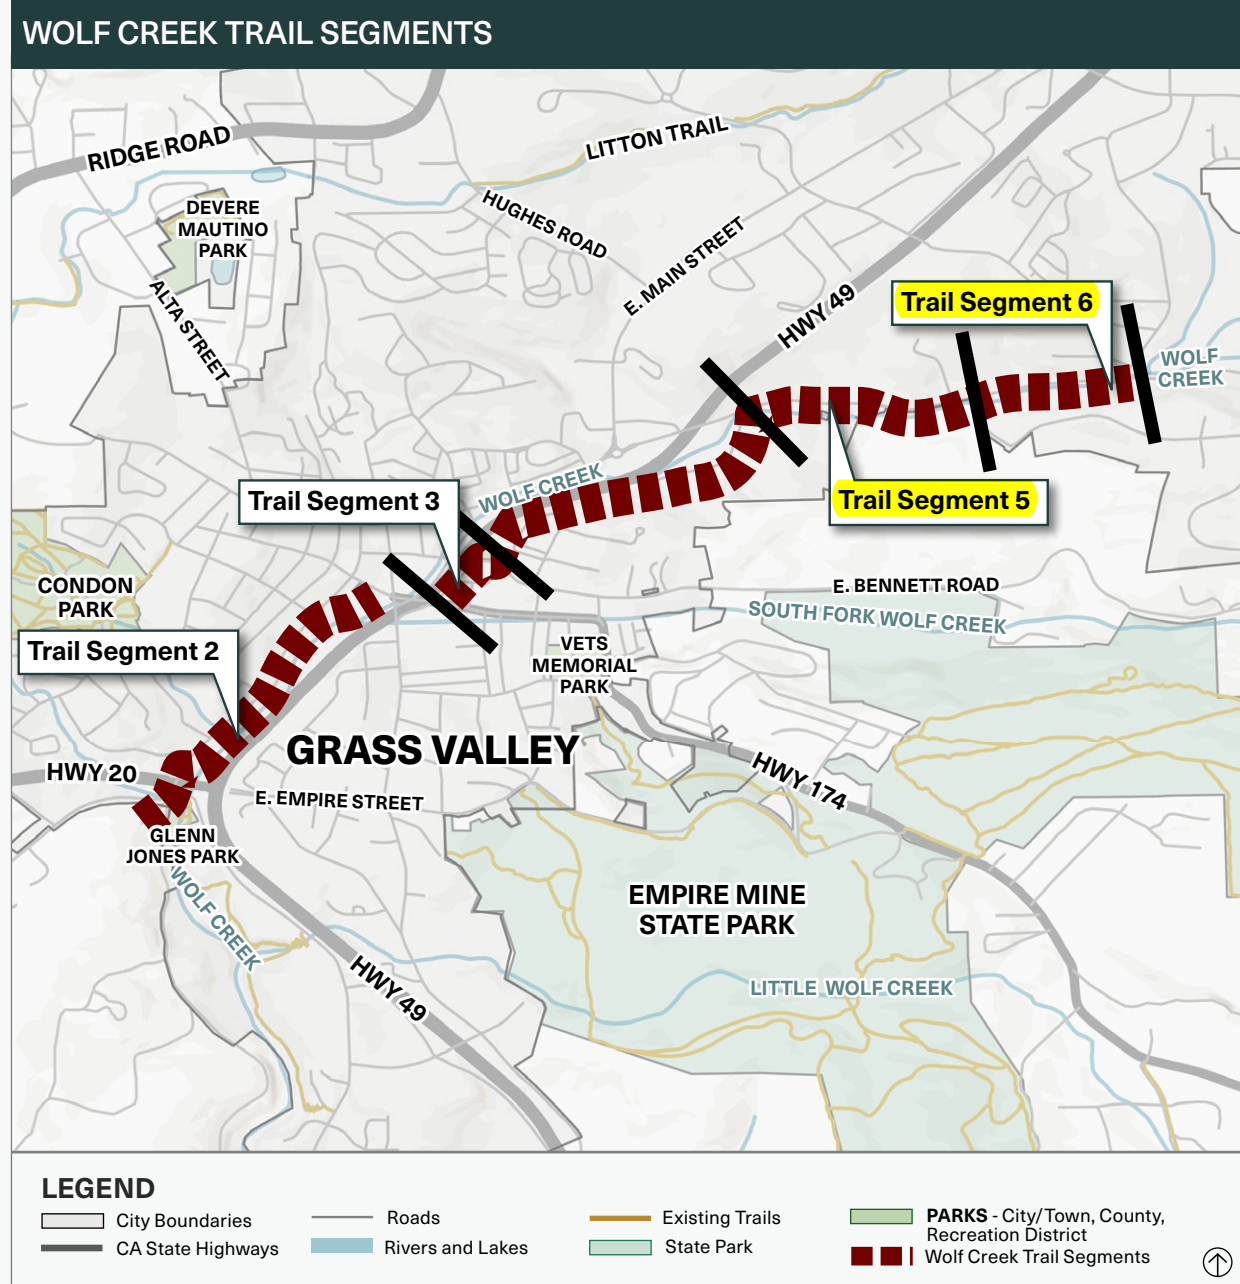 WOLF CREEK TRAIL SEGMENTS
RIDGE ROAD
LITTON TRAIL
DEVERE
MAUTINO
PARK
HUGHES ROAD
E. MAIN STREET
ALTA STREET
HWY 49
Trail Segment 6
WOLF
CREEK
Trail Segment 3
WOLF CREEK
Trail Segment 5
CONDON
PARK
E. BENNETT ROAD
SOUTH FORK WOLF CREEK
Trail Segment 2
VETS
MEMORIAL
PARK
GRASS VALLEY
HWY 20
HWY 174
E. EMPIRE STREET
GLENN
JONES PARK
WOLF CREEK
EMPIRE MINE
STATE PARK
HWY 49
LITTLE WOLF CREEK
LEGEND
City Boundaries
CA State Highways
Roads
Rivers and Lakes
Existing Trails
State Park
PARKS - City/Town, County,
Recreation District
Wolf Creek Trail Segments